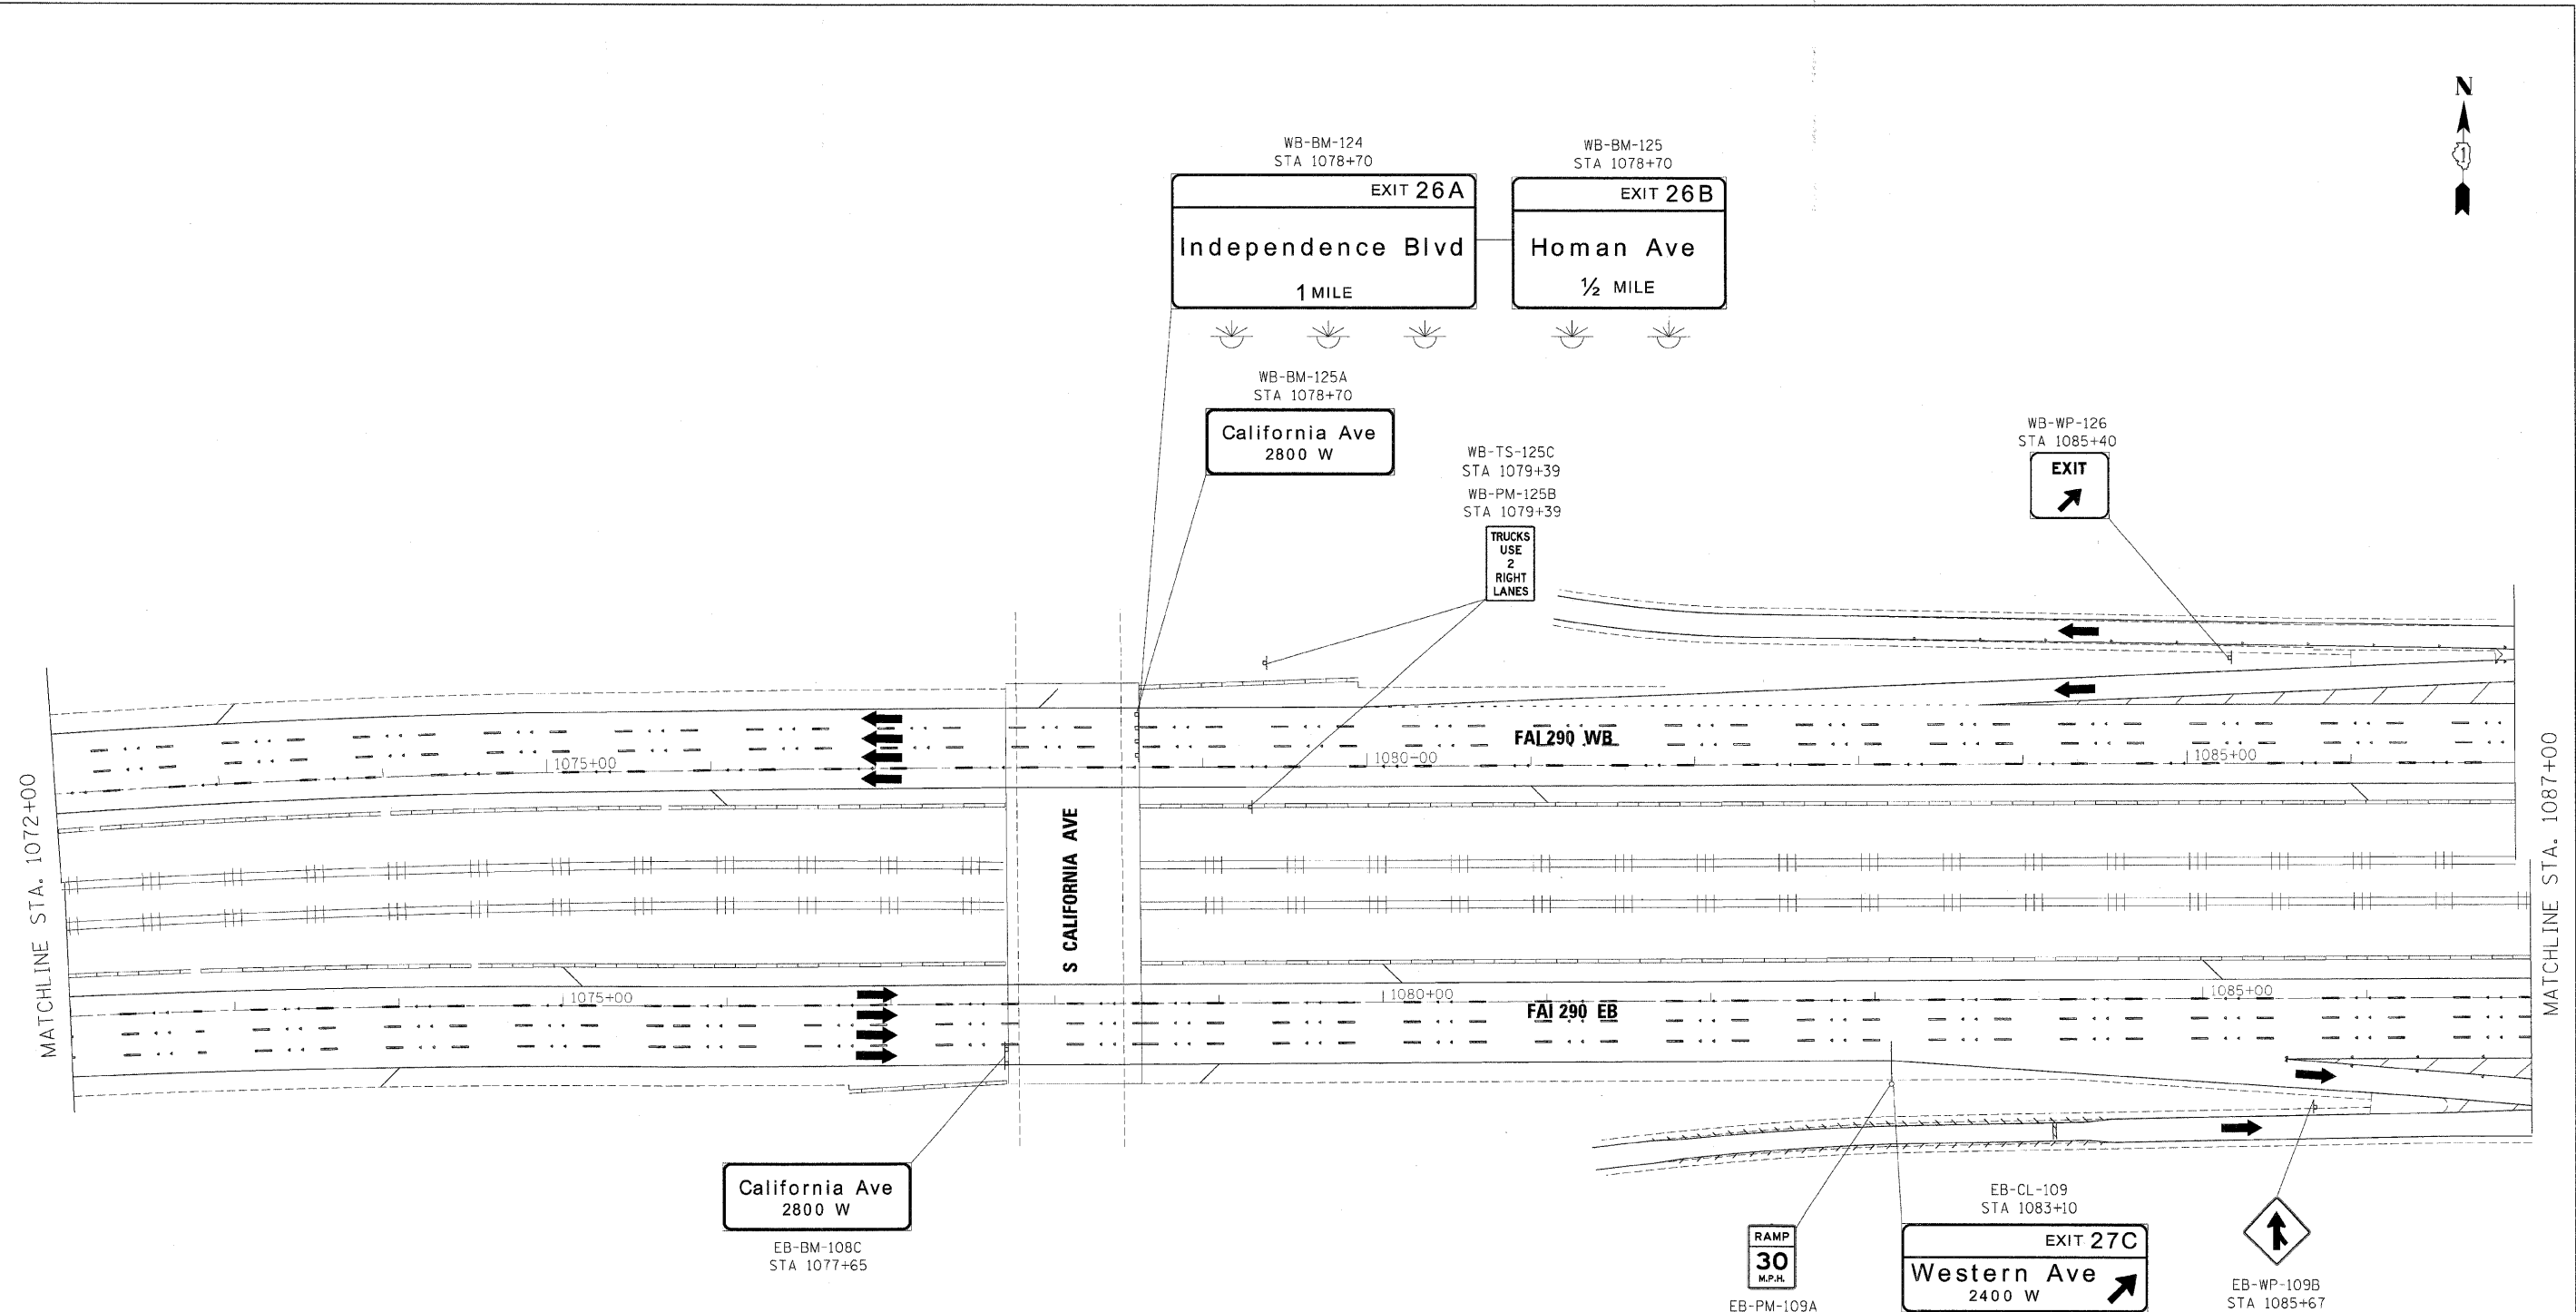 N
1
WB-BM-124
STA 1078+70
EXIT 26A
Independence Blvd
1 MILE
WB-BM-125
STA 1078+70
EXIT 26B
Homan Ave
½ MILE
WB-BM-125A
STA 1078+70
California Ave
2800 W
WB-TS-125C
STA 1079+39
WB-PM-125B
STA 1079+39
TRUCKS
USE
2
RIGHT
LANES
WB-WP-126
STA 1085+40
EXIT
MATCHLINE STA. 1072+00
1075+00
FAI 290 WB
1080+00
1085+00
MATCHLINE STA. 1087+00
S CALIFORNIA AVE
1075+00
1080+00
FAI 290 EB
1085+00
California Ave
2800 W
EB-BM-108C
STA 1077+65
RAMP
30
M.P.H.
EB-PM-109A
EB-CL-109
STA 1083+10
EXIT 27C
Western Ave
2400 W
EB-WP-109B
STA 1085+67